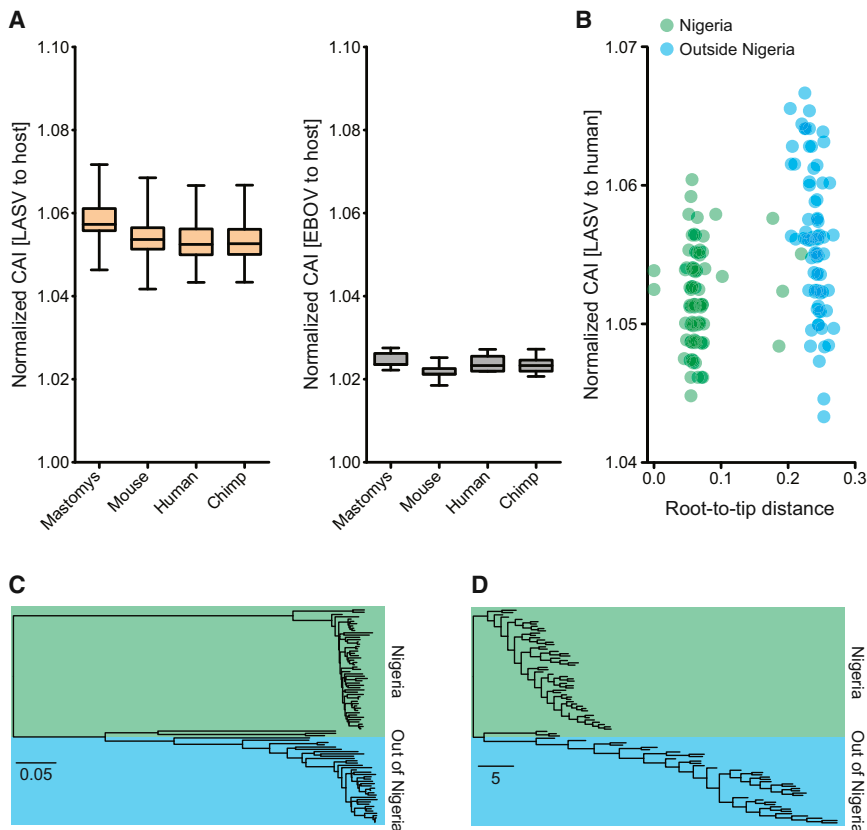 A
Normalized CAI [LASV to host]
1.10
1.08
1.06
1.04
1.02
1.00
Mastomys
Mouse
Human
Chimp
Normalized CAI [EBOV to host]
1.10
1.08
1.06
1.04
1.02
1.00
Mastomys
Mouse
Human
Chimp
B
Nigeria
Outside Nigeria
Normalized CAI [LASV to human]
1.07
1.06
1.05
1.04
0.0
0.1
0.2
0.3
Root-to-tip distance
C
0.05
Nigeria
Out of Nigeria
D
5
Nigeria
Out of Nigeria